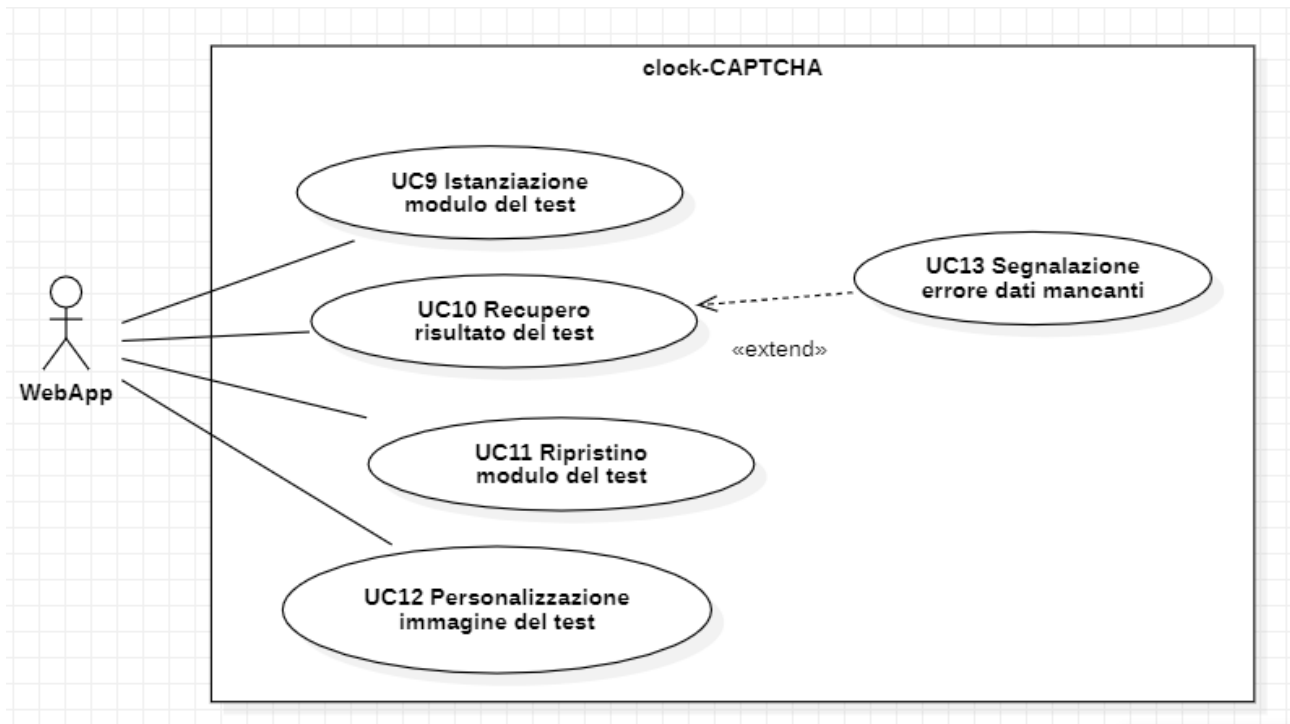 clock-CAPTCHA
UC9 Istanziazione
modulo del test
UC13 Segnalazione
errore dati mancanti
UC10 Recupero
risultato del test
«extend»
WebApp
UC11 Ripristino
modulo del test
UC12 Personalizzazione
immagine del test